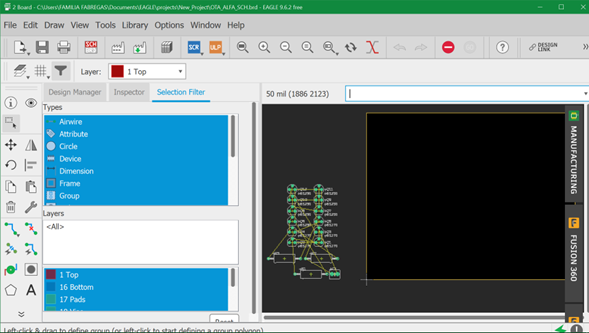 2 Board - C:\Users\FAMILIA FABREGAS\Documents\EAGLE\projects\New_Project\OTA_ALFA_SCH.brd - EAGLE 9.6.2 free
File Edit Draw View Tools Library Options Window Help
SCH SCR ULP DESIGN LINK
Layer: 1 Top
Design Manager Inspector Selection Filter
50 mil (1886 2123)
Types
Airwire
Attribute
Circle
Device
Dimension
Frame
Group
Layers
<All>
1 Top
16 Bottom
17 Pads
Reset
MANUFACTURING
FUSION 360
Left-click & drag to define group (or left-click to start defining a group polygon)